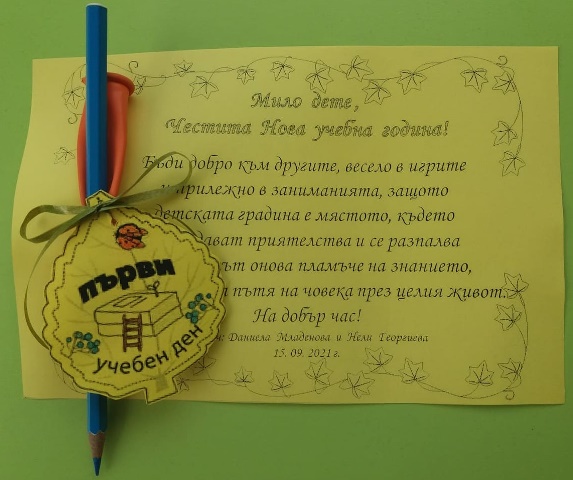 Мило дете,
Честита Нова учебна година!
Бъди добро към другите, весело в игрите
и прилежно в заниманията, защото
детската градина е мястото, където
приятелства и се разпалва
онова пламъче на знанието,
пътя на човека през целия живот.
На добър час!
Даниела Младенова и Нели Георгиева
15. 09. 2021 г.
първи
учебен ден